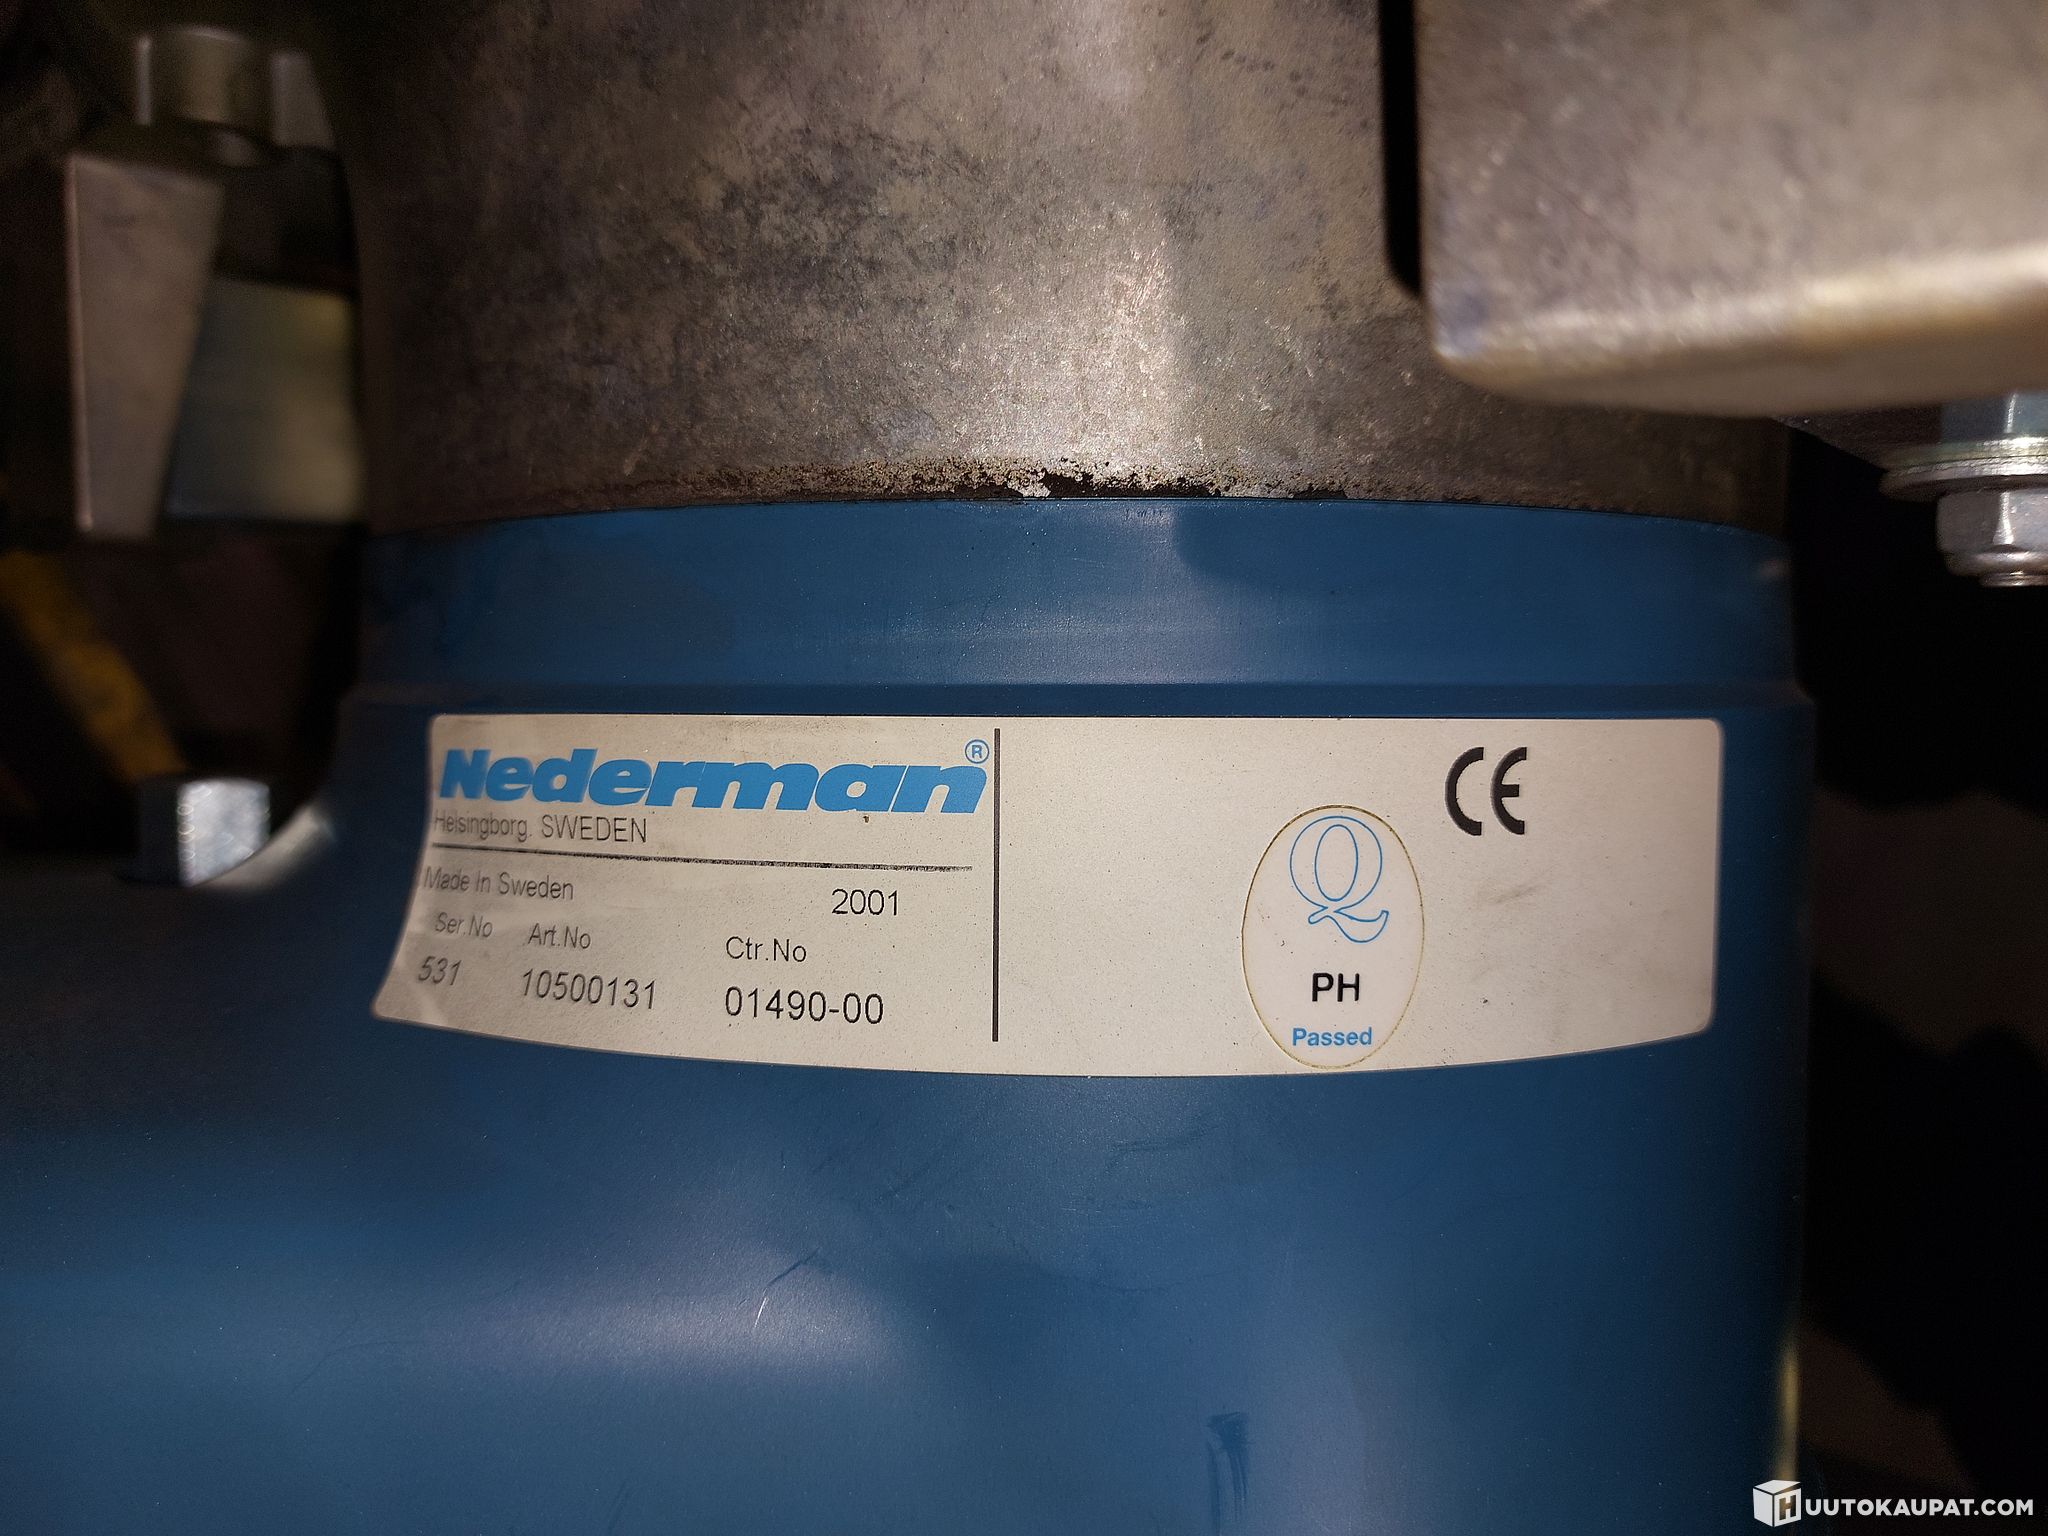 Nederman®
Helsingborg. SWEDEN
Made In Sweden 2001
Ser.No Art.No Ctr.No
531 10500131 01490-00
CE
Q
PH
Passed
HUUTOKAUPAT.COM